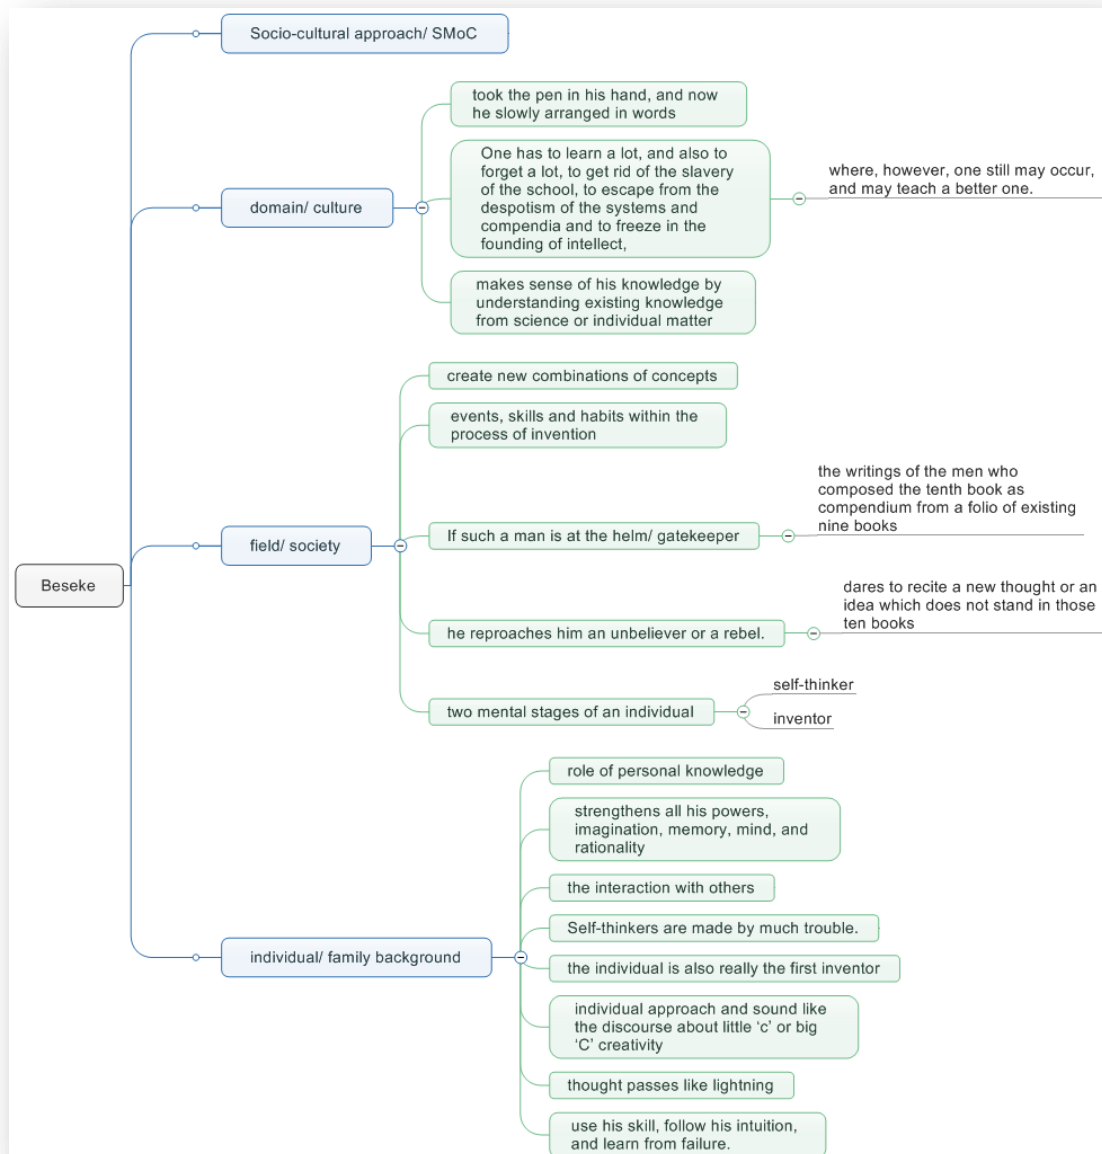 Socio-cultural approach/ SMoC
took the pen in his hand, and now
he slowly arranged in words
One has to learn a lot, and also to
forget a lot, to get rid of the slavery
of the school, to escape from the
despotism of the systems and
compendia and to freeze in the
founding of intellect,
where, however, one still may occur,
and may teach a better one.
domain/ culture
makes sense of his knowledge by
understanding existing knowledge
from science or individual matter
create new combinations of concepts
events, skills and habits within the
process of invention
the writings of the men who
composed the tenth book as
compendium from a folio of existing
nine books
If such a man is at the helm/ gatekeeper
field/ society
Beseke
dares to recite a new thought or an
idea which does not stand in those
ten books
he reproaches him an unbeliever or a rebel.
two mental stages of an individual
self-thinker
inventor
role of personal knowledge
strengthens all his powers,
imagination, memory, mind, and
rationality
the interaction with others
Self-thinkers are made by much trouble.
individual/ family background
the individual is also really the first inventor
individual approach and sound like
the discourse about little ‘c’ or big
‘C’ creativity
thought passes like lightning
use his skill, follow his intuition,
and learn from failure.